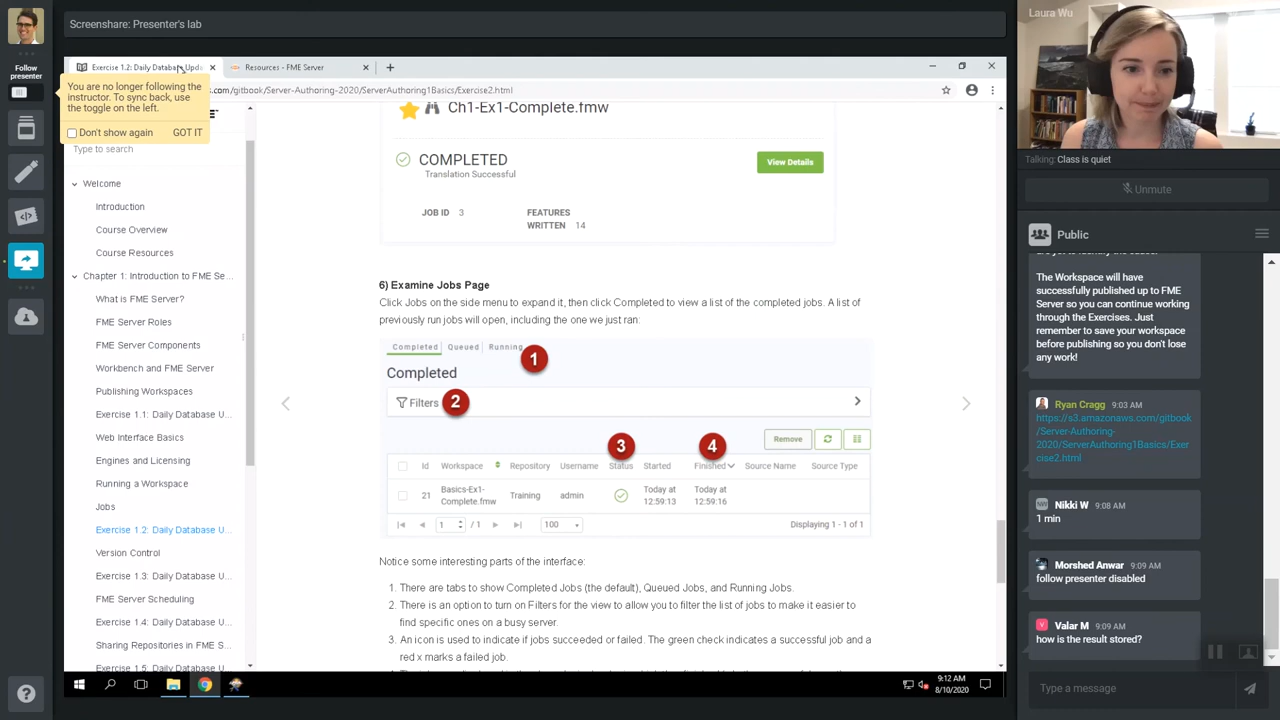 Screenshare: Presenter's lab
Laura Wu
Follow
presenter
Exercise 1.2: Daily Database Upda
Resources - FME Server
You are no longer following the
instructor. To sync back, use
the toggle on the left.
Don't show again
GOT IT
s.com/gitbook/Server-Authoring-2020/ServerAuthoring1Basics/Exercise2.html
Type to search
Welcome
Introduction
Course Overview
Course Resources
Chapter 1: Introduction to FME Se...
What is FME Server?
FME Server Roles
FME Server Components
Workbench and FME Server
Publishing Workspaces
Exercise 1.1: Daily Database U...
Web Interface Basics
Engines and Licensing
Running a Workspace
Jobs
Exercise 1.2: Daily Database U...
Version Control
Exercise 1.3: Daily Database U...
FME Server Scheduling
Exercise 1.4: Daily Database U...
Sharing Repositories in FME S...
Exercise 1.5: Daily Database U...
Ch1-Ex1-Complete.fmw
COMPLETED
Translation Successful
View Details
JOB ID 3
FEATURES
WRITTEN 14
6) Examine Jobs Page
Click Jobs on the side menu to expand it, then click Completed to view a list of the completed jobs. A list of
previously run jobs will open, including the one we just ran:
Completed Queued Running
1
Completed
Filters 2
3 4
Remove
Id Workspace Repository Username Status Started Finished Source Name Source Type
21 Basics-Ex1-
Complete.fmw Training admin Today at
12:59:13 Today at
12:59:16
1 / 1 100 Displaying 1 - 1 of 1
Notice some interesting parts of the interface:
1. There are tabs to show Completed Jobs (the default), Queued Jobs, and Running Jobs.
2. There is an option to turn on Filters for the view to allow you to filter the list of jobs to make it easier to
find specific ones on a busy server.
3. An icon is used to indicate if jobs succeeded or failed. The green check indicates a successful job and a
red x marks a failed job.
9:12 AM
8/10/2020
Talking: Class is quiet
Unmute
Public
The Workspace will have
successfully published up to FME
Server so you can continue working
through the Exercises. Just
remember to save your workspace
before publishing so you don't lose
any work!
Ryan Cragg 9:03 AM
https://s3.amazonaws.com/gitbook
/Server-Authoring-
2020/ServerAuthoring1Basics/Exer
cise2.html
NW Nikki W 9:08 AM
1 min
Morshed Anwar 9:09 AM
follow presenter disabled
V Valar M 9:09 AM
how is the result stored?
Type a message